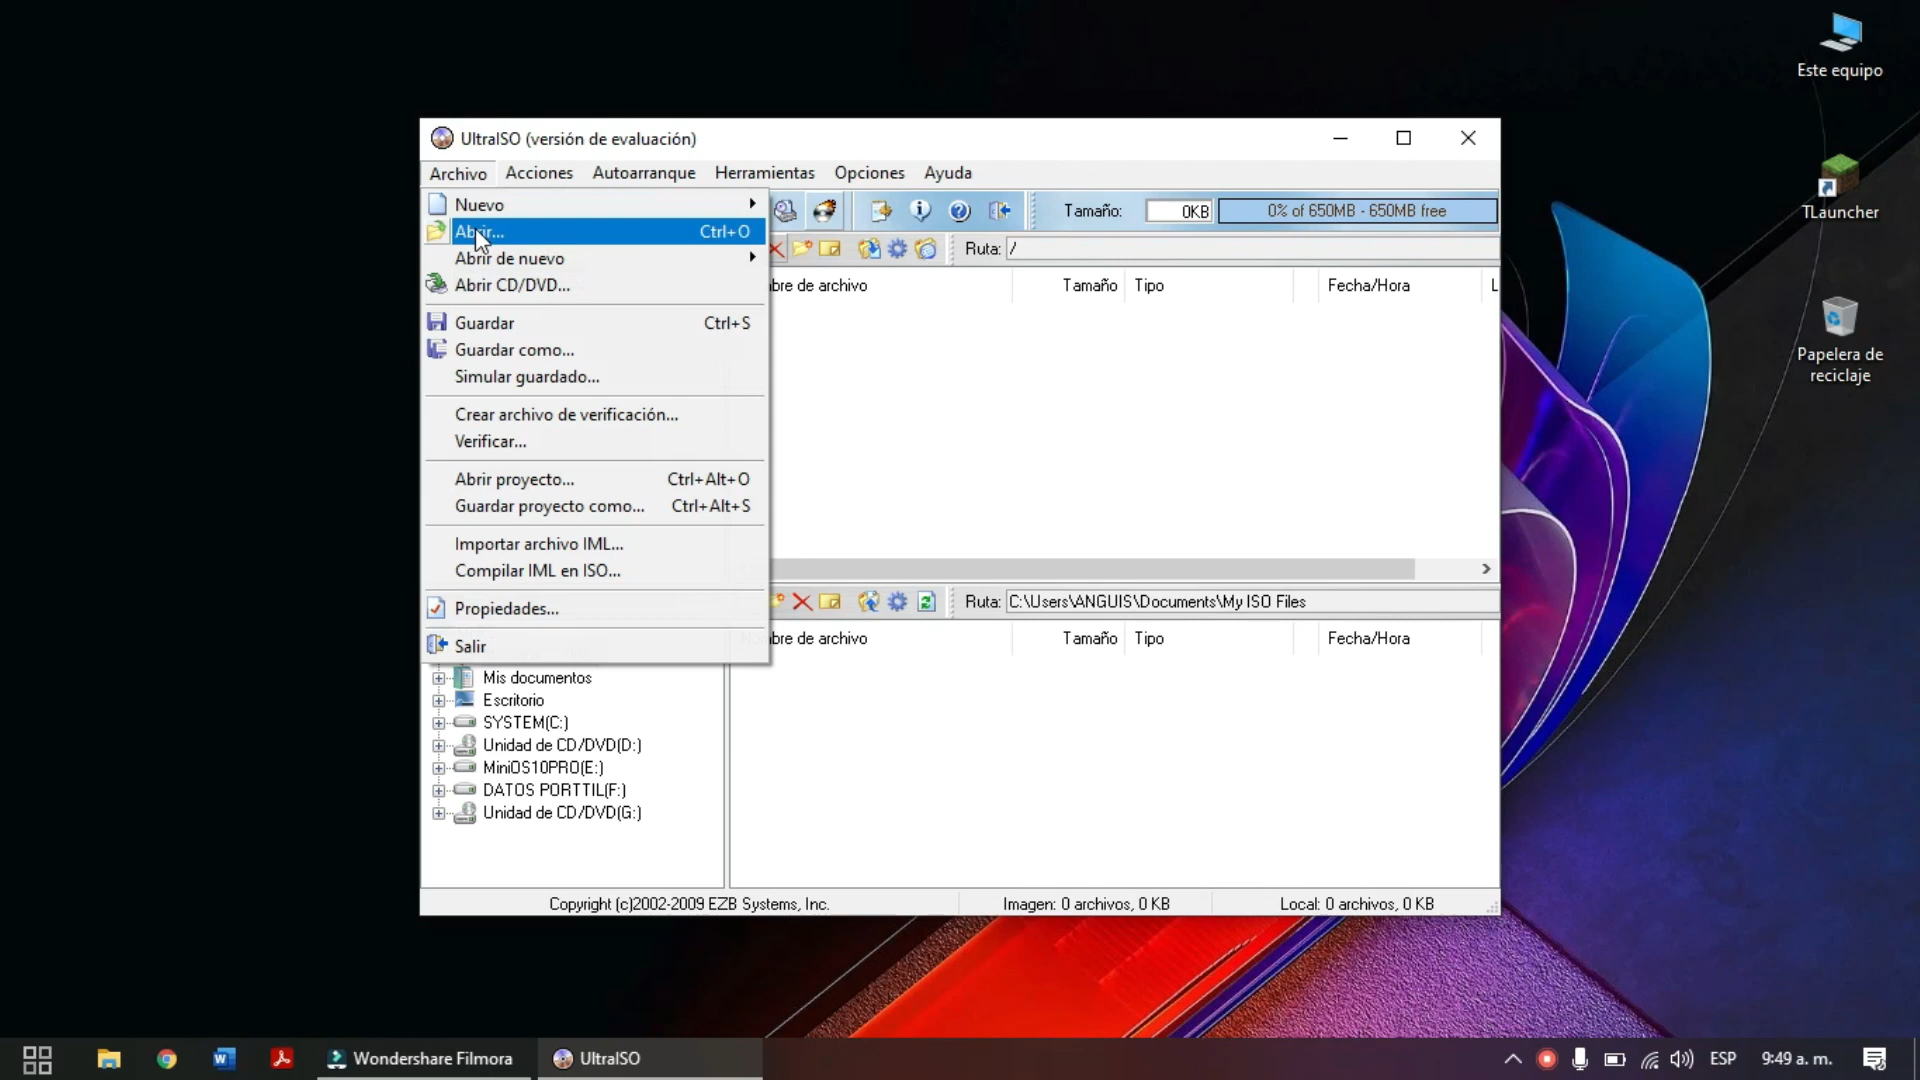 Este equipo
TLauncher
Papelera de
reciclaje
UltraISO (versión de evaluación)
Archivo Acciones Autoarranque Herramientas Opciones Ayuda
Nuevo
Abrir... Ctrl+O
Abrir de nuevo
Abrir CD/DVD...
Guardar Ctrl+S
Guardar como...
Simular guardado...
Crear archivo de verificación...
Verificar...
Abrir proyecto... Ctrl+Alt+O
Guardar proyecto como... Ctrl+Alt+S
Importar archivo IML...
Compilar IML en ISO...
Propiedades...
Salir
Tamaño: 0KB 0% of 650MB - 650MB free
Ruta: /
bre de archivo Tamaño Tipo Fecha/Hora L
Ruta: C:\Users\ANGUIS\Documents\My ISO Files
bre de archivo Tamaño Tipo Fecha/Hora
Mis documentos
Escritorio
SYSTEM(C:)
Unidad de CD/DVD(D:)
MiniOS10PRO(E:)
DATOS PORTTIL(F:)
Unidad de CD/DVD(G:)
Copyright (c)2002-2009 EZB Systems, Inc. Imagen: 0 archivos, 0 KB Local: 0 archivos, 0 KB
Wondershare Filmora UltraISO ESP 9:49 a. m.